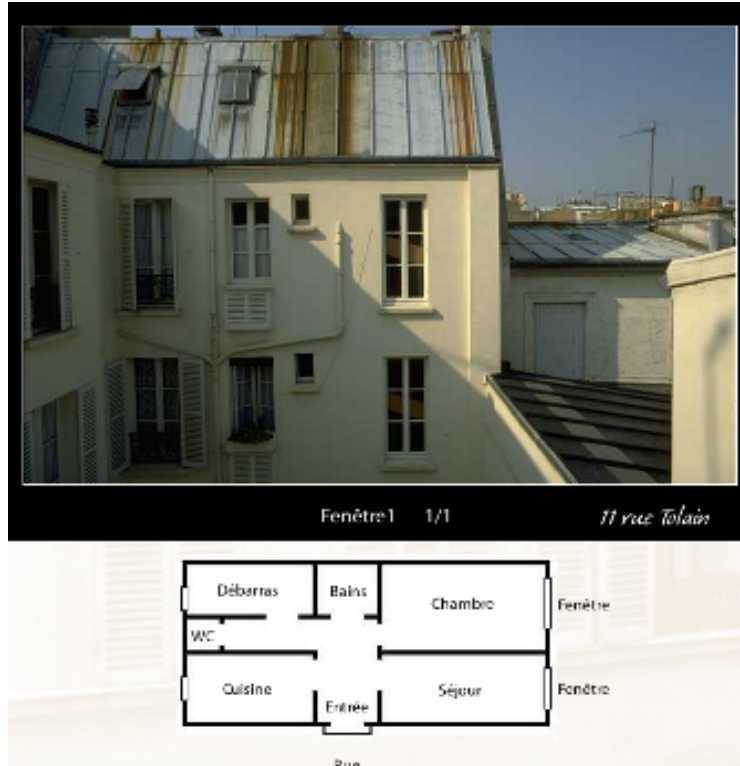 Fenêtre1 1/1
11 rue Tolain
Débarras
Bains
Chambre
Fenêtre
WC
Cuisine
Séjour
Fenêtre
Entrée
Rue